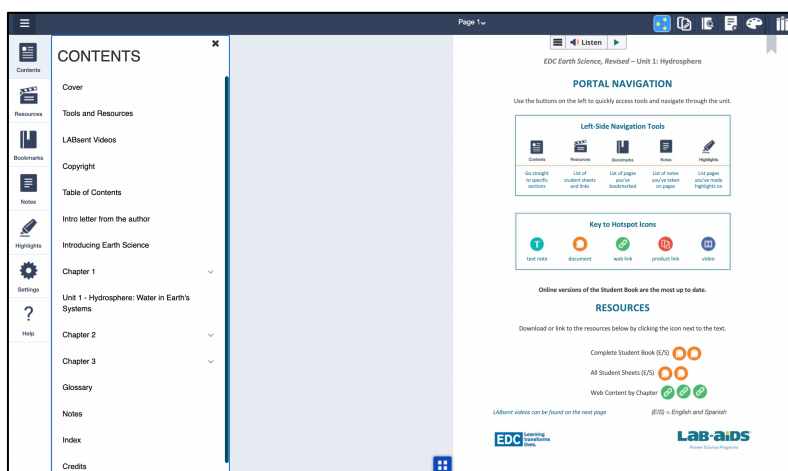 Page 1
Contents
Resources
Bookmarks
Notes
Highlights
Settings
?
Help
CONTENTS
Cover
Tools and Resources
LABsent Videos
Copyright
Table of Contents
Intro letter from the author
Introducing Earth Science
Chapter 1
Unit 1 - Hydrosphere: Water in Earth's
Systems
Chapter 2
Chapter 3
Glossary
Notes
Index
Credits
Listen
EDC Earth Science, Revised – Unit 1: Hydrosphere
PORTAL NAVIGATION
Use the buttons on the left to quickly access tools and navigate through the unit.
Left-Side Navigation Tools
Contents Resources Bookmarks Notes Highlights
Go straight List of List of pages List of notes List pages
to specific student sheets you've you've taken you've made
sections and links bookmarked on pages highlights on
Key to Hotspot Icons
T
text note document web link product link video
Online versions of the Student Book are the most up to date.
RESOURCES
Download or link to the resources below by clicking the icon next to the text.
Complete Student Book (E/S)
All Student Sheets (E/S)
Web Content by Chapter
LABsent videos can be found on the next page (E/S) = English and Spanish
EDC Learning
transforms
lives.
LAB-AIDS
Proven Science Programs